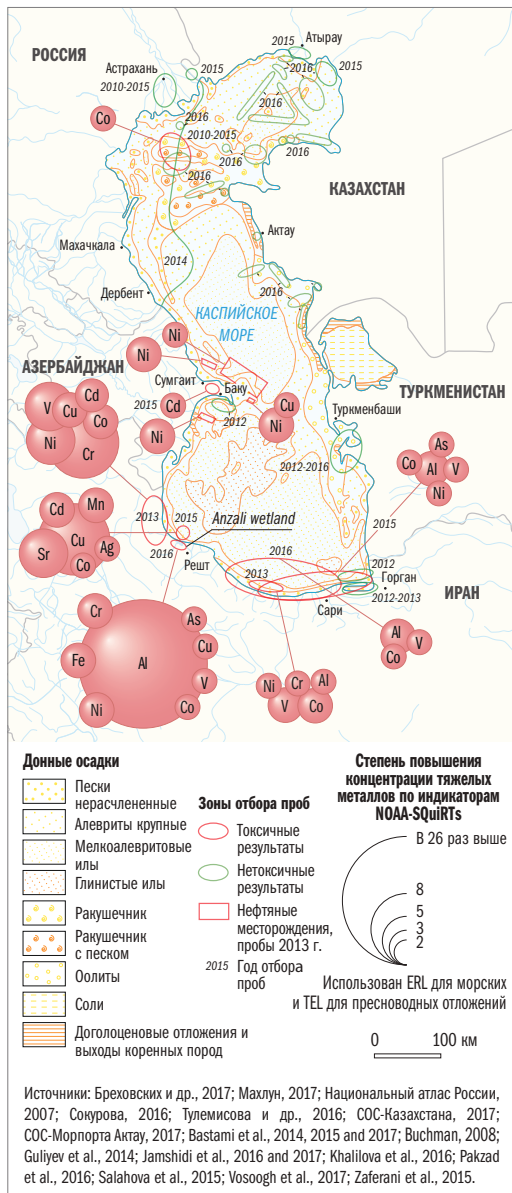 РОССИЯ
Астрахань
2010-2015
2015
2015
Атырау
2016
2015
2016
Co
2016
2010-2015
2016
2016
2016
КАЗАХСТАН
Актау
Махачкала
2014
2016
Дербент
КАСПИЙСКОЕ
МОРЕ
Ni
Ni
АЗЕРБАЙДЖАН
Сумгаит
Баку
2015
Cd
Cu
Ni
Ni
2012
ТУРКМЕНИСТАН
Туркменбаши
V
Cu
Cd
Co
Ni
Cr
2012-2016
As
Co
Al
V
Ni
Cd
Mn
Cu
Sr
Ag
Co
2013
2015
Anzali wetland
2015
2016
Решт
2016
2013
2012
Горган
2012-2013
Сари
ИРАН
Cr
As
Fe
Al
Cu
V
Ni
Co
Al
V
Co
Ni
Cr
Al
V
Co
Донные осадки
Пески
нерасчлененные
Алевриты крупные
Мелкоалевритовые
илы
Глинистые илы
Ракушечник
Ракушечник
с песком
Оолиты
Соли
Доголоценовые отложения и
выходы коренных пород
Зоны отбора проб
Токсичные
результаты
Нетоксичные
результаты
Нефтяные
месторождения,
пробы 2013 г.
2015 Год отбора
проб
Степень повышения
концентрации тяжелых
металлов по индикаторам
NOAA-SQuiRTs
В 26 раз выше
8
5
3
2
Использован ERL для морских
и TEL для пресноводных отложений
0 100 км
Источники: Бреховских и др., 2017; Махлун, 2017; Национальный атлас России,
2007; Сокурова, 2016; Тулемисова и др., 2016; СОС-Казахстана, 2017;
СОС-Морпорта Актау, 2017; Bastami et al., 2014, 2015 and 2017; Buchman, 2008;
Guliyev et al., 2014; Jamshidi et al., 2016 and 2017; Khalilova et al., 2016; Pakzad
et al., 2016; Salahova et al., 2015; Vosoogh et al., 2017; Zaferani et al., 2015.